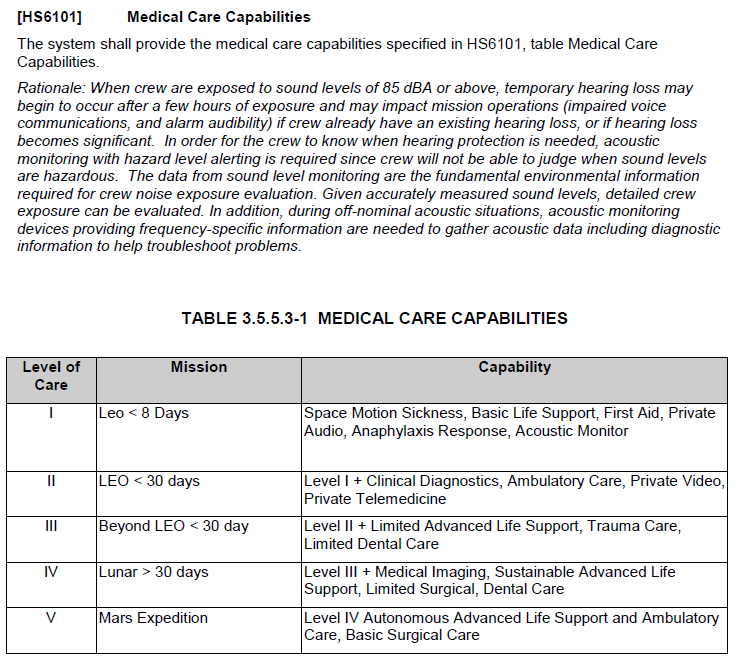 [HS6101] Medical Care Capabilities
The system shall provide the medical care capabilities specified in HS6101, table Medical Care
Capabilities.
Rationale: When crew are exposed to sound levels of 85 dBA or above, temporary hearing loss may
begin to occur after a few hours of exposure and may impact mission operations (impaired voice
communications, and alarm audibility) if crew already have an existing hearing loss, or if hearing loss
becomes significant. In order for the crew to know when hearing protection is needed, acoustic
monitoring with hazard level alerting is required since crew will not be able to judge when sound levels
are hazardous. The data from sound level monitoring are the fundamental environmental information
required for crew noise exposure evaluation. Given accurately measured sound levels, detailed crew
exposure can be evaluated. In addition, during off-nominal acoustic situations, acoustic monitoring
devices providing frequency-specific information are needed to gather acoustic data including diagnostic
information to help troubleshoot problems.
TABLE 3.5.5.3-1 MEDICAL CARE CAPABILITIES
Level of
Care
Mission
Capability
I
Leo < 8 Days
Space Motion Sickness, Basic Life Support, First Aid, Private
Audio, Anaphylaxis Response, Acoustic Monitor
II
LEO < 30 days
Level I + Clinical Diagnostics, Ambulatory Care, Private Video,
Private Telemedicine
III
Beyond LEO < 30 day
Level II + Limited Advanced Life Support, Trauma Care,
Limited Dental Care
IV
Lunar > 30 days
Level III + Medical Imaging, Sustainable Advanced Life
Support, Limited Surgical, Dental Care
V
Mars Expedition
Level IV Autonomous Advanced Life Support and Ambulatory
Care, Basic Surgical Care